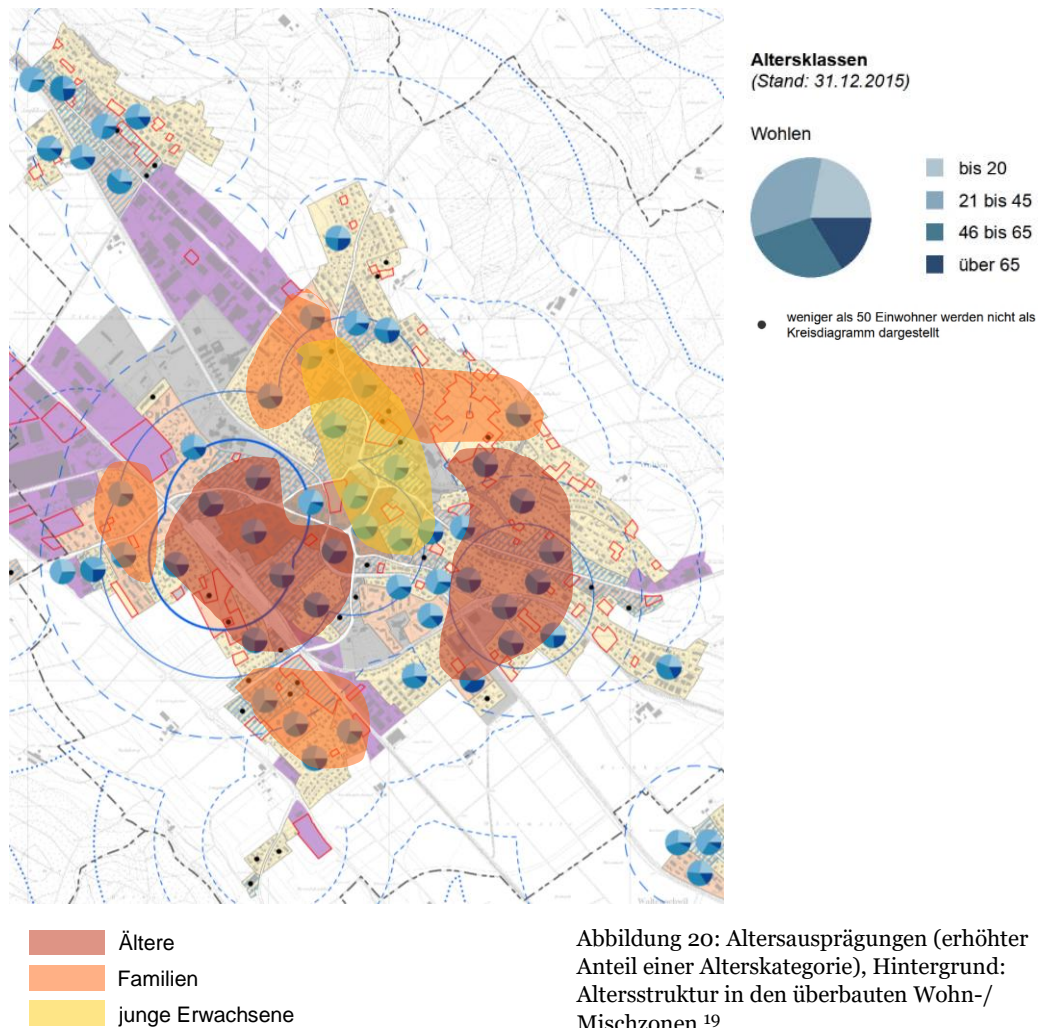 Altersklassen
(Stand: 31.12.2015)
Wohlen
bis 20
21 bis 45
46 bis 65
über 65
weniger als 50 Einwohner werden nicht als
Kreisdiagramm dargestellt
Ältere
Familien
junge Erwachsene
Abbildung 20: Altersausprägungen (erhöhter
Anteil einer Alterskategorie), Hintergrund:
Altersstruktur in den überbauten Wohn-/
Mischzonen 19